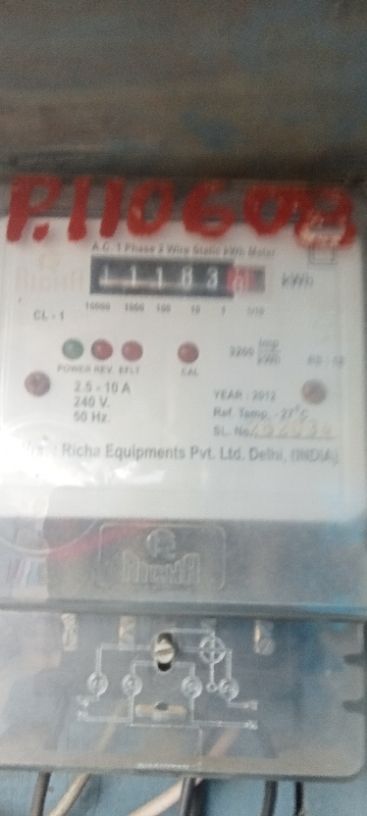 P.110609
A.C. 1 Phase 2 Wire Static kWh Meter
11183 kWh
10000 1000 100 10 1 1/10
CL - 1
3200 imp/kWh
POWER REV. EFLT CAL
2.5 - 10 A
240 V.
50 Hz.
YEAR : 2012
Ref. Temp. - 27°C
SL. No.
Richa Equipments Pvt. Ltd. Delhi, (INDIA)
RICHA